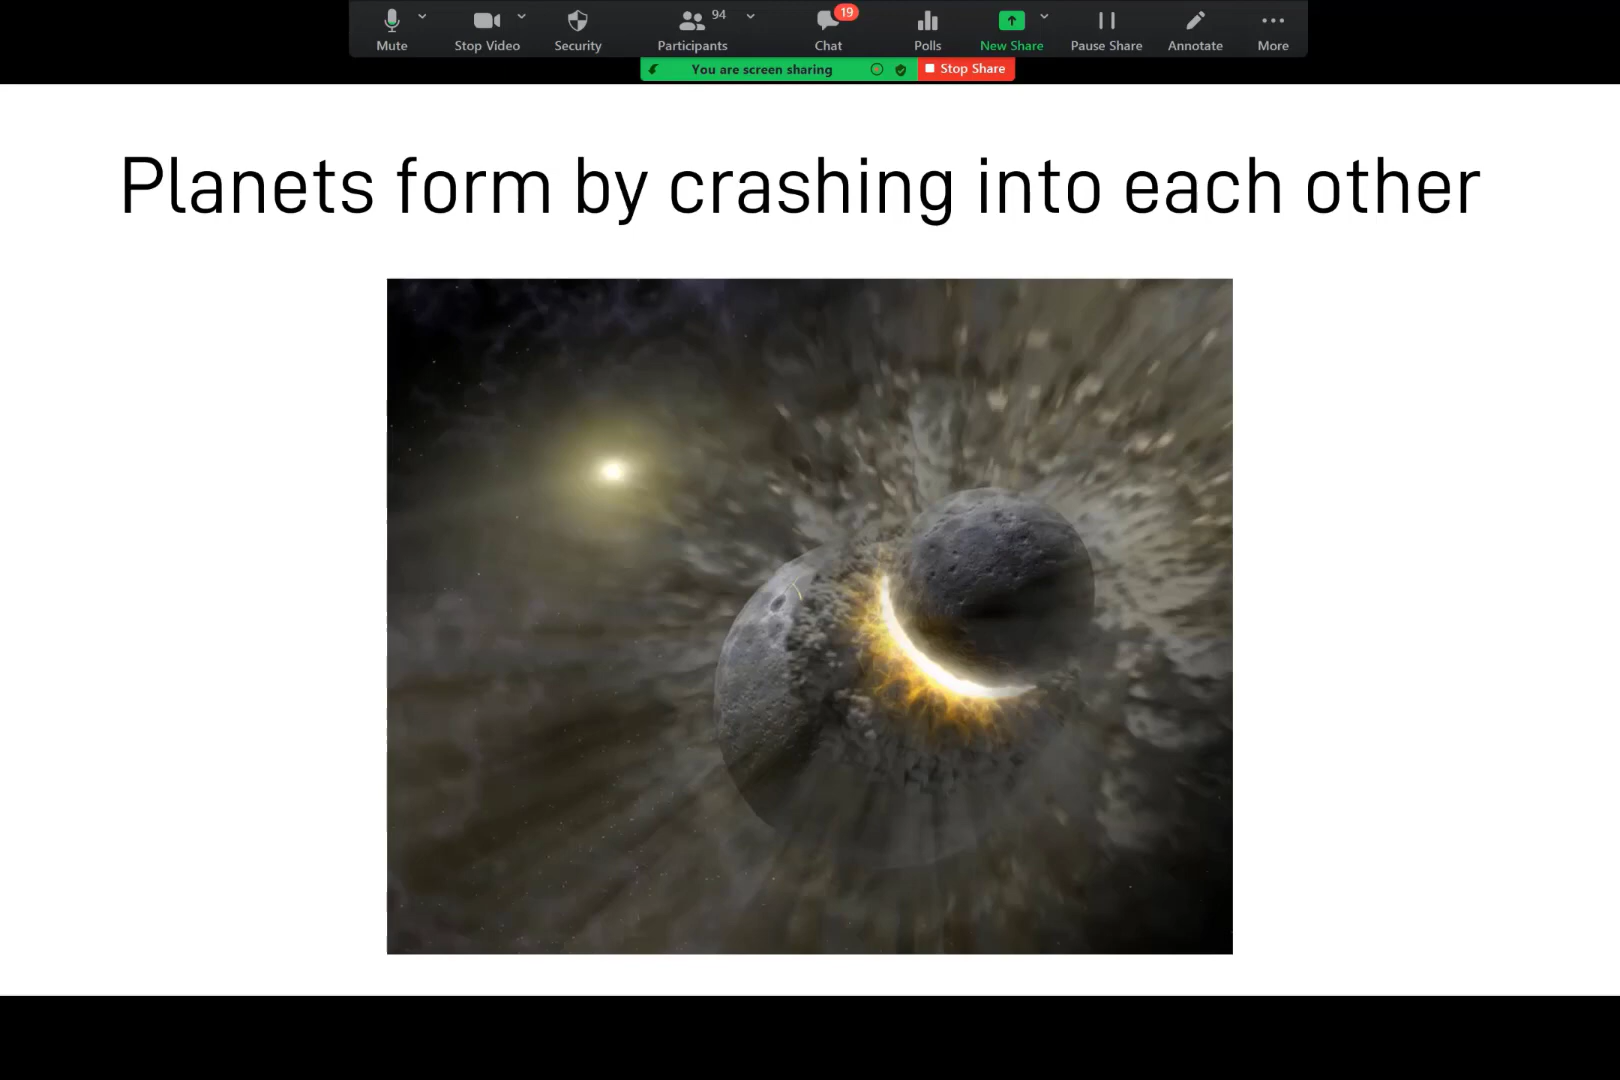 94
19
Mute
Stop Video
Security
Participants
Chat
Polls
New Share
Pause Share
Annotate
More
You are screen sharing
Stop Share
Planets form by crashing into each other